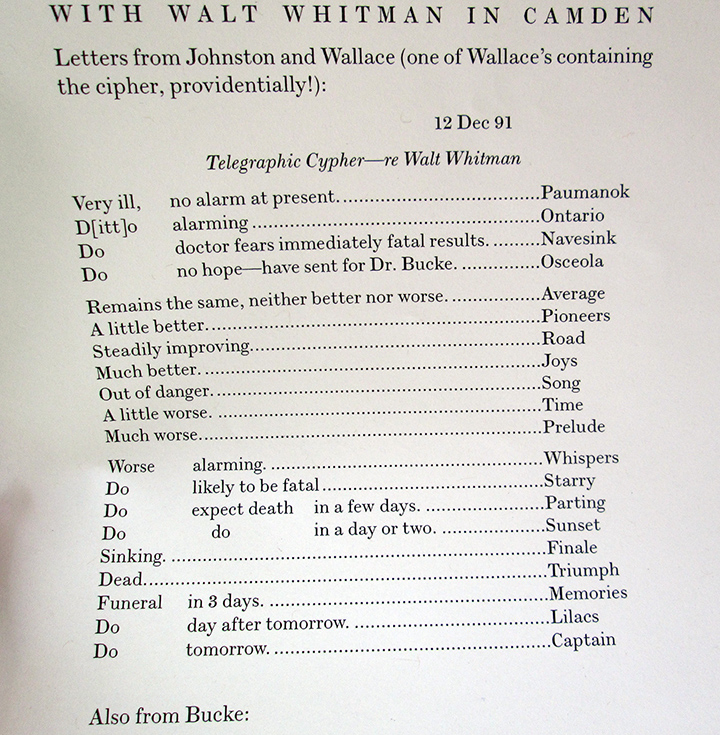 WITH WALT WHITMAN IN CAMDEN
Letters from Johnston and Wallace (one of Wallace's containing
the cipher, providentially!):
12 Dec 91
Telegraphic Cypher—re Walt Whitman
Very ill, no alarm at present. Paumanok
D[itt]o alarming Ontario
Do doctor fears immediately fatal results. Navesink
Do no hope—have sent for Dr. Bucke. Osceola
Remains the same, neither better nor worse. Average
A little better. Pioneers
Steadily improving. Road
Much better. Joys
Out of danger. Song
A little worse. Time
Much worse. Prelude
Worse alarming. Whispers
Do likely to be fatal Starry
Do expect death in a few days. Parting
Do do in a day or two. Sunset
Sinking. Finale
Dead. Triumph
Funeral in 3 days. Memories
Do day after tomorrow. Lilacs
Do tomorrow. Captain
Also from Bucke: